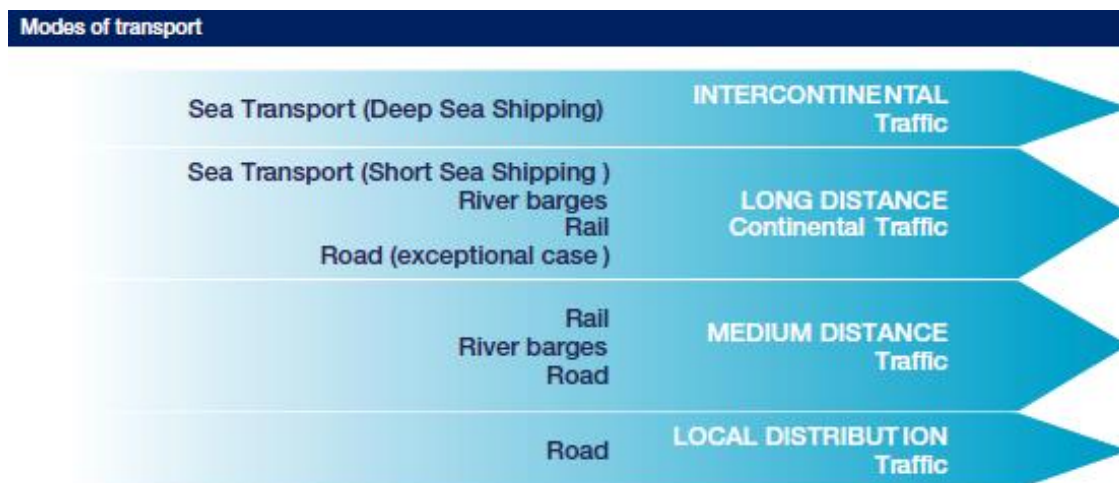 Modes of transport
Sea Transport (Deep Sea Shipping)
INTERCONTINENTAL
Traffic
Sea Transport (Short Sea Shipping )
River barges
Rail
Road (exceptional case )
LONG DISTANCE
Continental Traffic
Rail
River barges
Road
MEDIUM DISTANCE
Traffic
Road
LOCAL DISTRIBUTION
Traffic